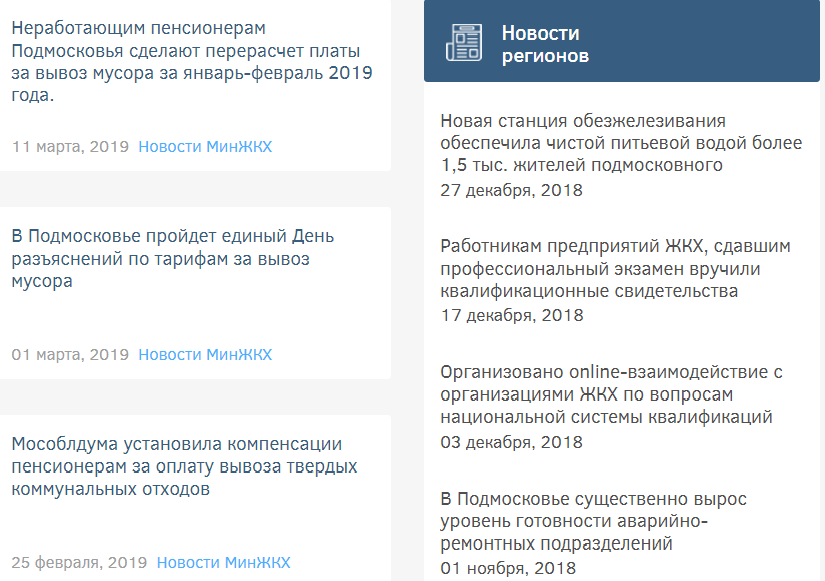 Неработающим пенсионерам
Подмосковья сделают перерасчет платы
за вывоз мусора за январь-февраль 2019
года.
11 марта, 2019 Новости МинЖКХ
В Подмосковье пройдет единый День
разъяснений по тарифам за вывоз
мусора
01 марта, 2019 Новости МинЖКХ
Мособлдума установила компенсации
пенсионерам за оплату вывоза твердых
коммунальных отходов
25 февраля, 2019 Новости МинЖКХ
Новости
регионов
Новая станция обезжелезивания
обеспечила чистой питьевой водой более
1,5 тыс. жителей подмосковного
27 декабря, 2018
Работникам предприятий ЖКХ, сдавшим
профессиональный экзамен вручили
квалификационные свидетельства
17 декабря, 2018
Организовано online-взаимодействие с
организациями ЖКХ по вопросам
национальной системы квалификаций
03 декабря, 2018
В Подмосковье существенно вырос
уровень готовности аварийно-
ремонтных подразделений
01 ноября, 2018